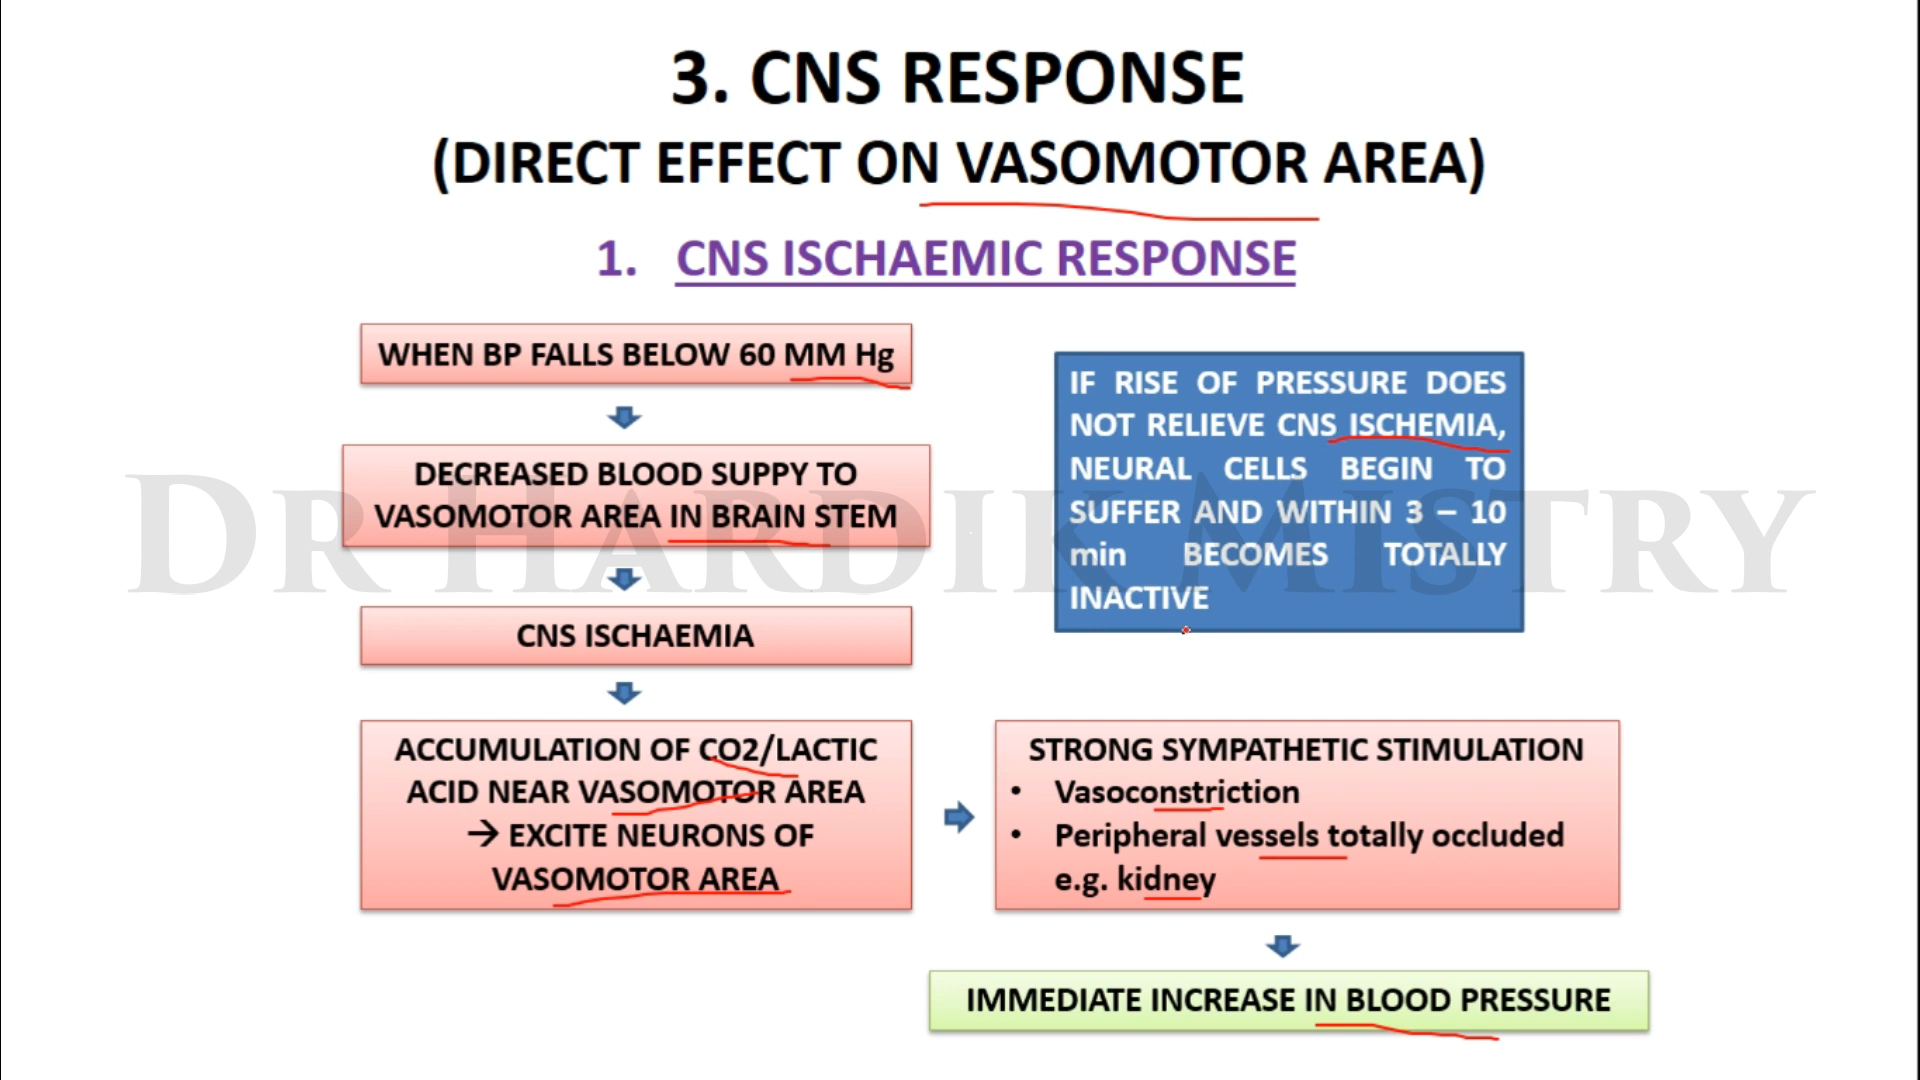 3. CNS RESPONSE
(DIRECT EFFECT ON VASOMOTOR AREA)
1. CNS ISCHAEMIC RESPONSE
WHEN BP FALLS BELOW 60 MM Hg
DECREASED BLOOD SUPPY TO
VASOMOTOR AREA IN BRAIN STEM
CNS ISCHAEMIA
ACCUMULATION OF CO2/LACTIC
ACID NEAR VASOMOTOR AREA
→ EXCITE NEURONS OF
VASOMOTOR AREA
IF RISE OF PRESSURE DOES
NOT RELIEVE CNS ISCHEMIA,
NEURAL CELLS BEGIN TO
SUFFER AND WITHIN 3 – 10
min BECOMES TOTALLY
INACTIVE
STRONG SYMPATHETIC STIMULATION
• Vasoconstriction
• Peripheral vessels totally occluded
e.g. kidney
IMMEDIATE INCREASE IN BLOOD PRESSURE
DR HARDIK MISTRY